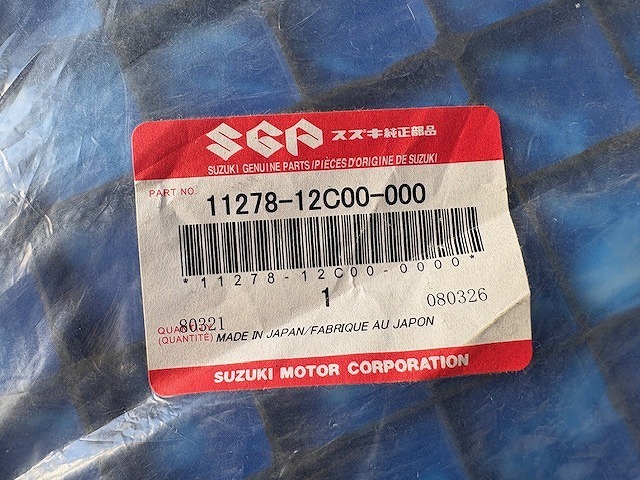 SGP スズキ純正部品
SUZUKI GENUINE PARTS/PIÈCES D'ORIGINE DE SUZUKI
PART NO. 11278-12C00-000
*11278-12C00-0000*
1
80321 080326
QUANTITY
(QUANTITÉ) MADE IN JAPAN/FABRIQUE AU JAPON
SUZUKI MOTOR CORPORATION